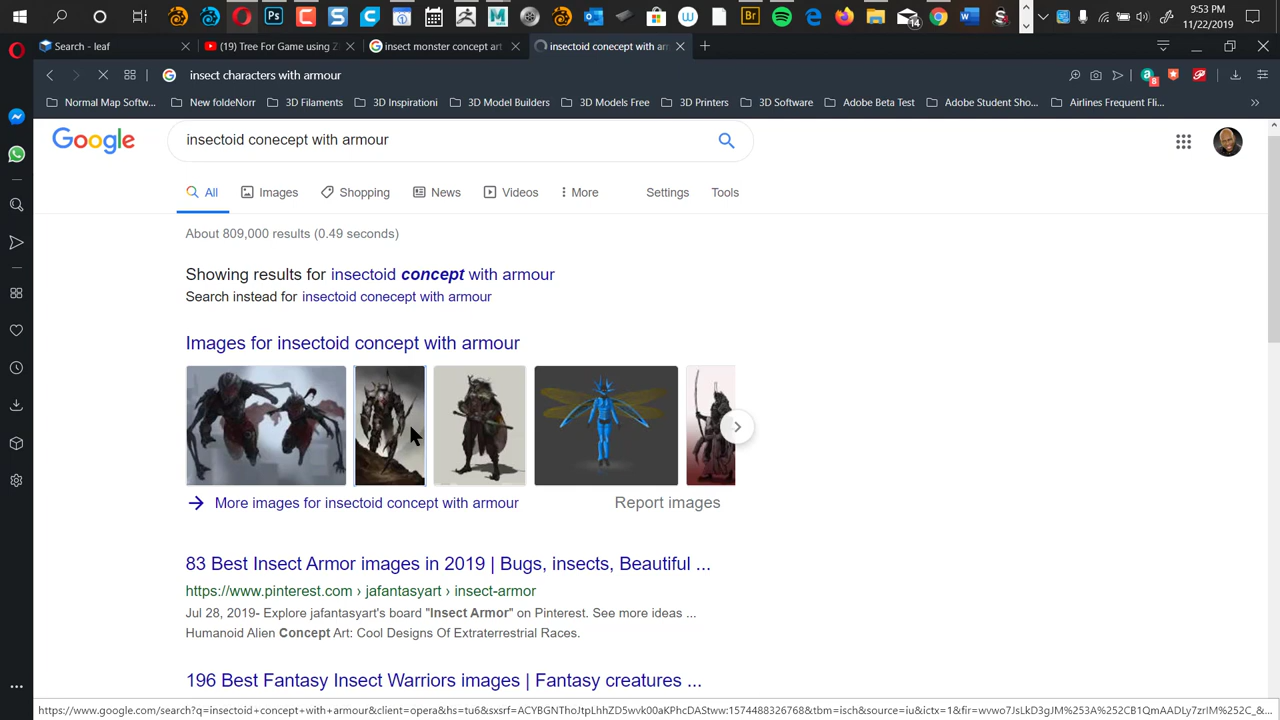 9:53 PM
11/22/2019
14
Search - leaf
(19) Tree For Game using Z
insect monster concept art
insectoid conecept with arr
insect characters with armour
8
Normal Map Softw...
New foldeNorr
3D Filaments
3D Inspirationi
3D Model Builders
3D Models Free
3D Printers
3D Software
Adobe Beta Test
Adobe Student Sho...
Airlines Frequent Fli...
Google
insectoid conecept with armour
All
Images
Shopping
News
Videos
More
Settings
Tools
About 809,000 results (0.49 seconds)
Showing results for insectoid concept with armour
Search instead for insectoid conecept with armour
Images for insectoid concept with armour
More images for insectoid concept with armour
Report images
83 Best Insect Armor images in 2019 | Bugs, insects, Beautiful ...
https://www.pinterest.com › jafantasyart › insect-armor
Jul 28, 2019- Explore jafantasyart's board "Insect Armor" on Pinterest. See more ideas ...
Humanoid Alien Concept Art: Cool Designs Of Extraterrestrial Races.
196 Best Fantasy Insect Warriors images | Fantasy creatures ...